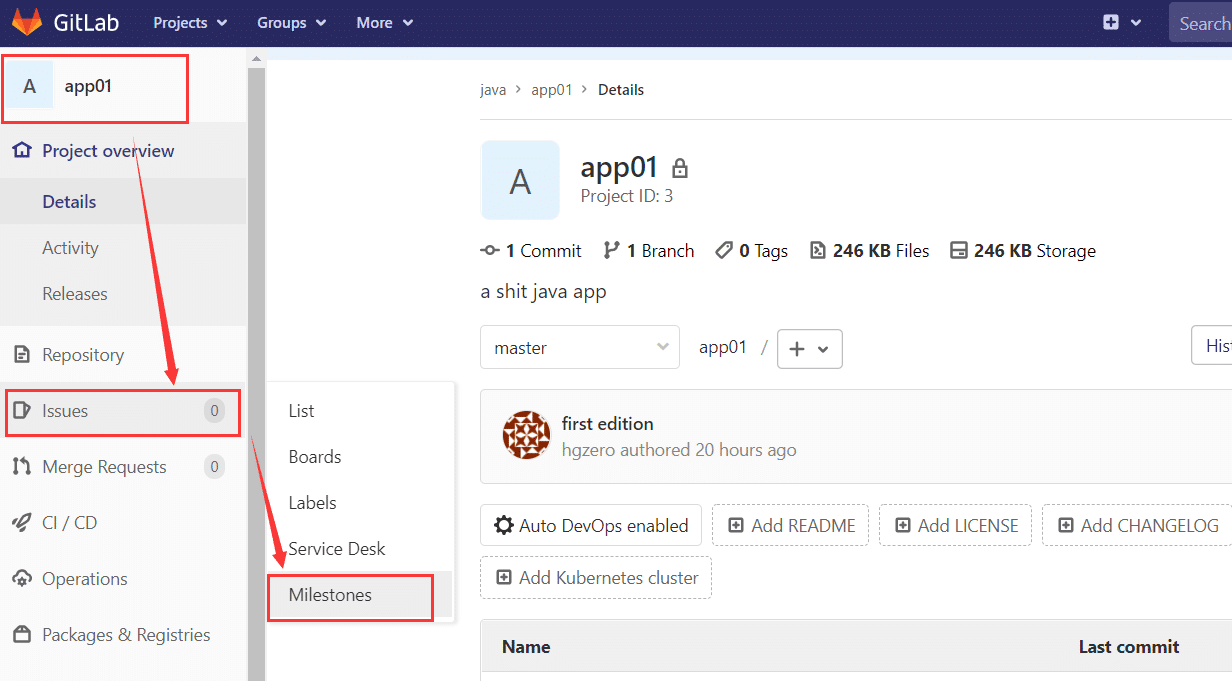 GitLab Projects Groups More Search
A app01
Project overview
Details
Activity
Releases
Repository
Issues 0
Merge Requests 0
CI / CD
Operations
Packages & Registries
List
Boards
Labels
Service Desk
Milestones
java > app01 > Details
A
app01
Project ID: 3
1 Commit 1 Branch 0 Tags 246 KB Files 246 KB Storage
a shit java app
master app01 / + His
first edition
hgzero authored 20 hours ago
Auto DevOps enabled Add README Add LICENSE Add CHANGELOG
Add Kubernetes cluster
Name Last commit